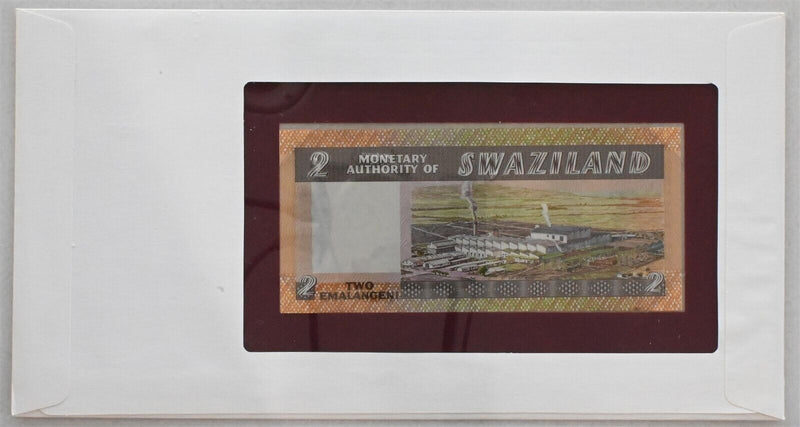 2
MONETARY
AUTHORITY OF
SWAZILAND
2
TWO
EMALANGENI
2